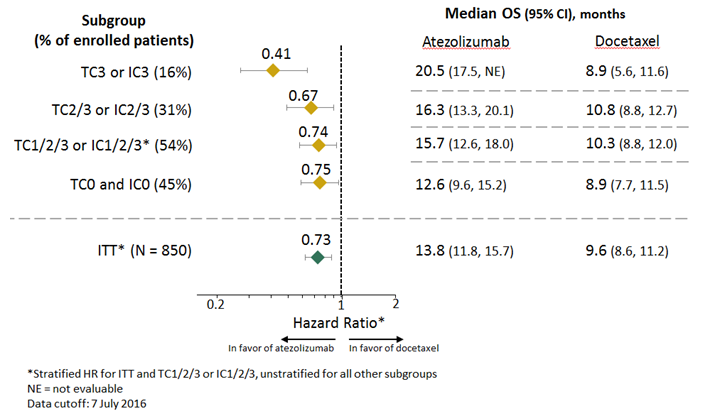 Subgroup
(% of enrolled patients)
Median OS (95% CI), months
Atezolizumab
Docetaxel
TC3 or IC3 (16%)
0.41
20.5 (17.5, NE)
8.9 (5.6, 11.6)
TC2/3 or IC2/3 (31%)
0.67
16.3 (13.3, 20.1)
10.8 (8.8, 12.7)
TC1/2/3 or IC1/2/3* (54%)
0.74
15.7 (12.6, 18.0)
10.3 (8.8, 12.0)
TC0 and IC0 (45%)
0.75
12.6 (9.6, 15.2)
8.9 (7.7, 11.5)
ITT* (N = 850)
0.73
13.8 (11.8, 15.7)
9.6 (8.6, 11.2)
0.2
1
2
Hazard Ratio*
In favor of atezolizumab
In favor of docetaxel
*Stratified HR for ITT and TC1/2/3 or IC1/2/3, unstratified for all other subgroups
NE = not evaluable
Data cutoff: 7 July 2016